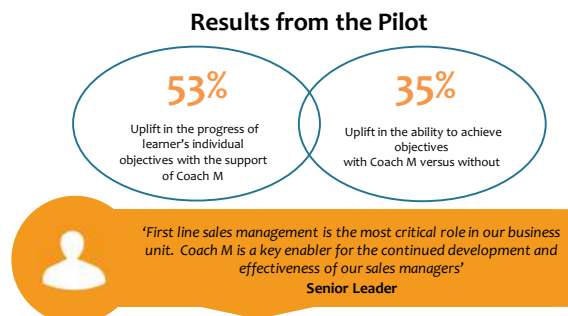 Results from the Pilot
53%
Uplift in the progress of
learner's individual
objectives with the support
of Coach M
35%
Uplift in the ability to achieve
objectives
with Coach M versus without
‘First line sales management is the most critical role in our business
unit.  Coach M is a key enabler for the continued development and
effectiveness of our sales managers’
Senior Leader